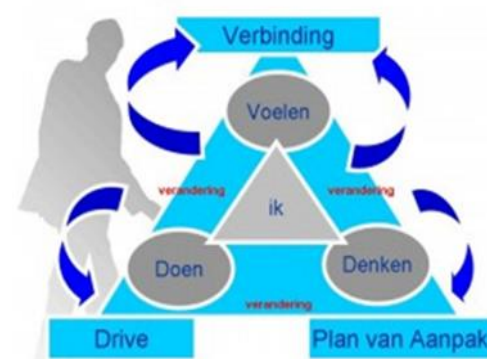 Verbinding
Voelen
verandering
verandering
ik
Doen
Denken
verandering
Drive
Plan van Aanpak